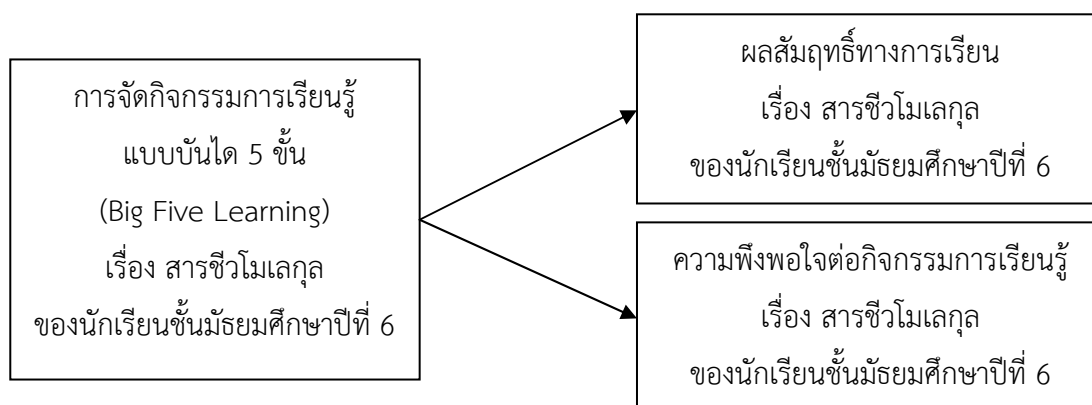 การจัดกิจกรรมการเรียนรู้
แบบบันได 5 ขั้น
(Big Five Learning)
เรื่อง สารชีวโมเลกุล
ของนักเรียนชั้นมัธยมศึกษาปีที่ 6
ผลสัมฤทธิ์ทางการเรียน
เรื่อง สารชีวโมเลกุล
ของนักเรียนชั้นมัธยมศึกษาปีที่ 6
ความพึงพอใจต่อกิจกรรมการเรียนรู้
เรื่อง สารชีวโมเลกุล
ของนักเรียนชั้นมัธยมศึกษาปีที่ 6